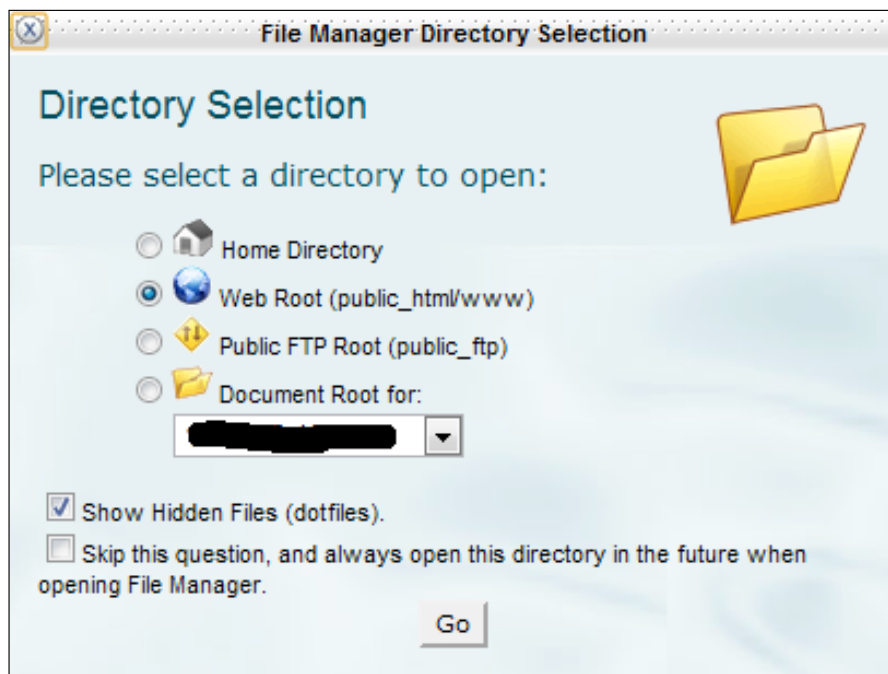 File Manager Directory Selection
Directory Selection
Please select a directory to open:
Home Directory
Web Root (public_html/www)
Public FTP Root (public_ftp)
Document Root for:
Show Hidden Files (dotfiles).
Skip this question, and always open this directory in the future when
opening File Manager.
Go